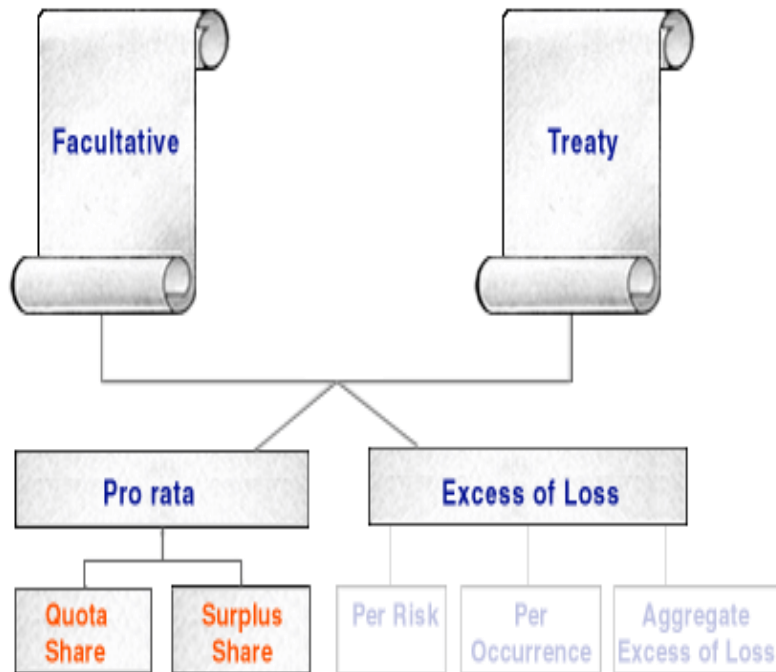 Facultative
Treaty
Pro rata
Excess of Loss
Quota
Share
Surplus
Share
Per Risk
Per
Occurrence
Aggregate
Excess of Loss